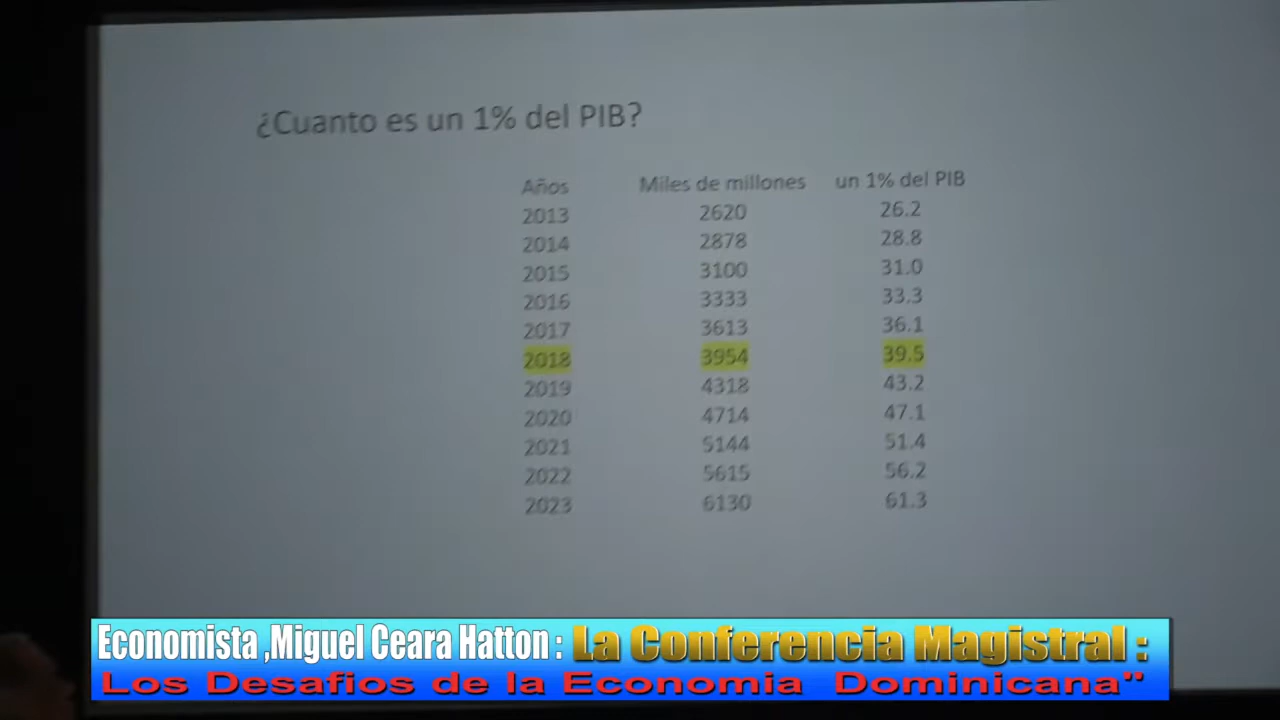 ¿Cuanto es un 1% del PIB?
Años Miles de millones un 1% del PIB
2013 2620 26.2
2014 2878 28.8
2015 3100 31.0
2016 3333 33.3
2017 3613 36.1
2018 3954 39.5
2019 4318 43.2
2020 4714 47.1
2021 5144 51.4
2022 5615 56.2
2023 6130 61.3
Economista ,Miguel Ceara Hatton : La Conferencia Magistral :
Los Desafios de la Economia Dominicana"